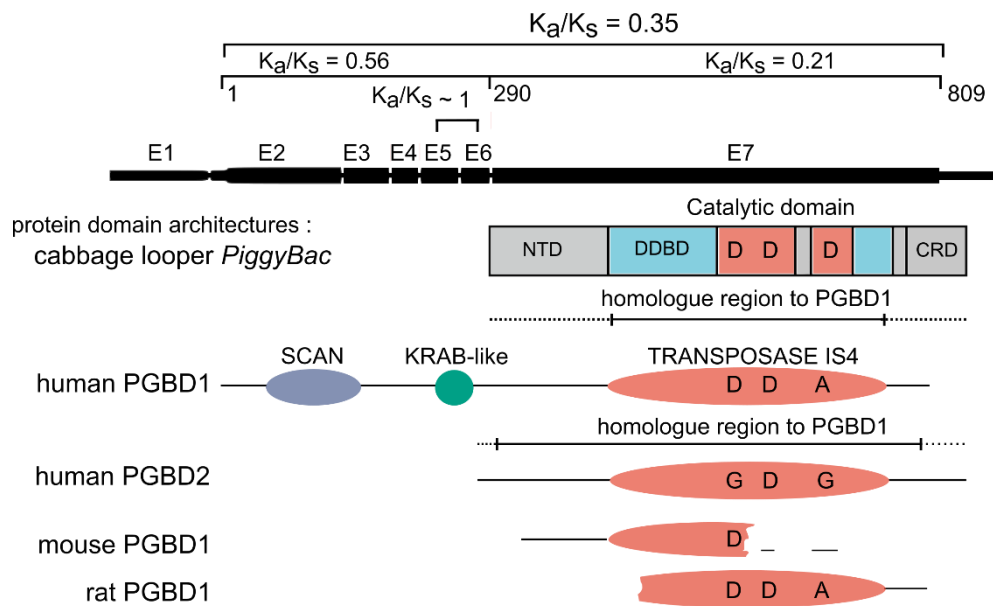 Ka/Ks = 0.35
Ka/Ks = 0.56 Ka/Ks = 0.21
1 290 809
Ka/Ks ~ 1
E1 E2 E3 E4 E5 E6 E7
protein domain architectures :
Catalytic domain
cabbage looper PiggyBac
NTD DDBD D D D CRD
homologue region to PGBD1
SCAN KRAB-like TRANSPOSASE IS4
human PGBD1 D D A
homologue region to PGBD1
human PGBD2 G D G
mouse PGBD1 D _ __
rat PGBD1 D D A